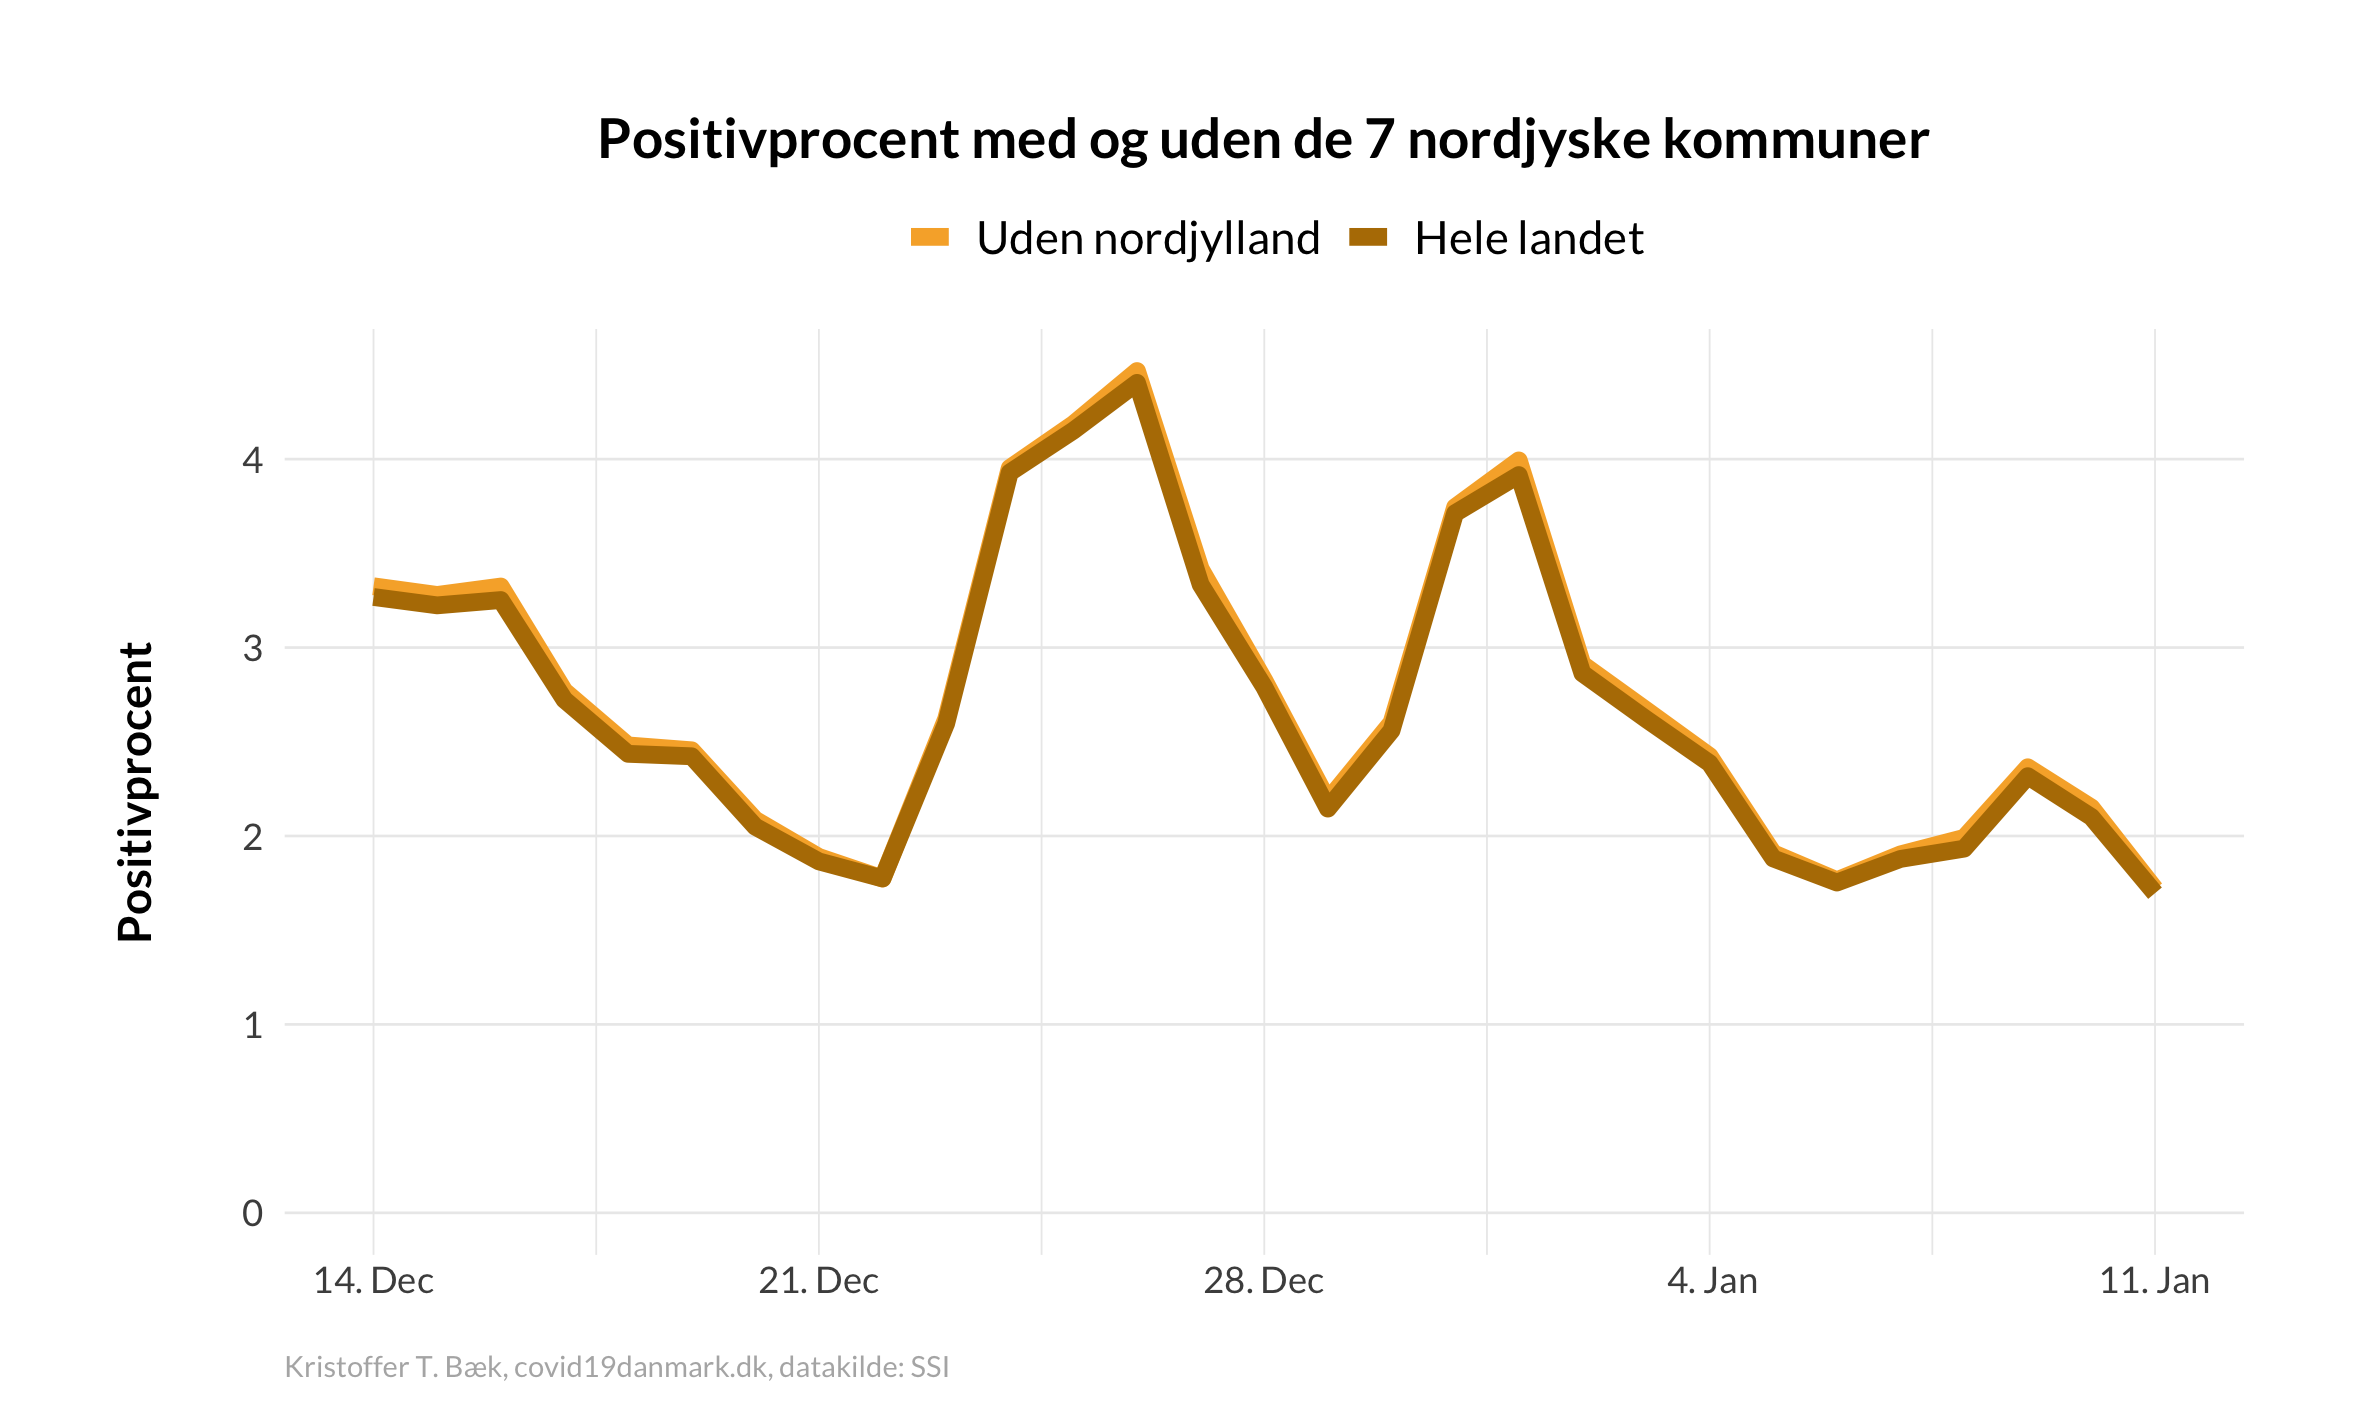 Positivprocent med og uden de 7 nordjyske kommuner
Uden nordjylland Hele landet
Positivprocent
4
3
2
1
0
14. Dec 21. Dec 28. Dec 4. Jan 11. Jan
Kristoffer T. Bæk, covid19danmark.dk, datakilde: SSI